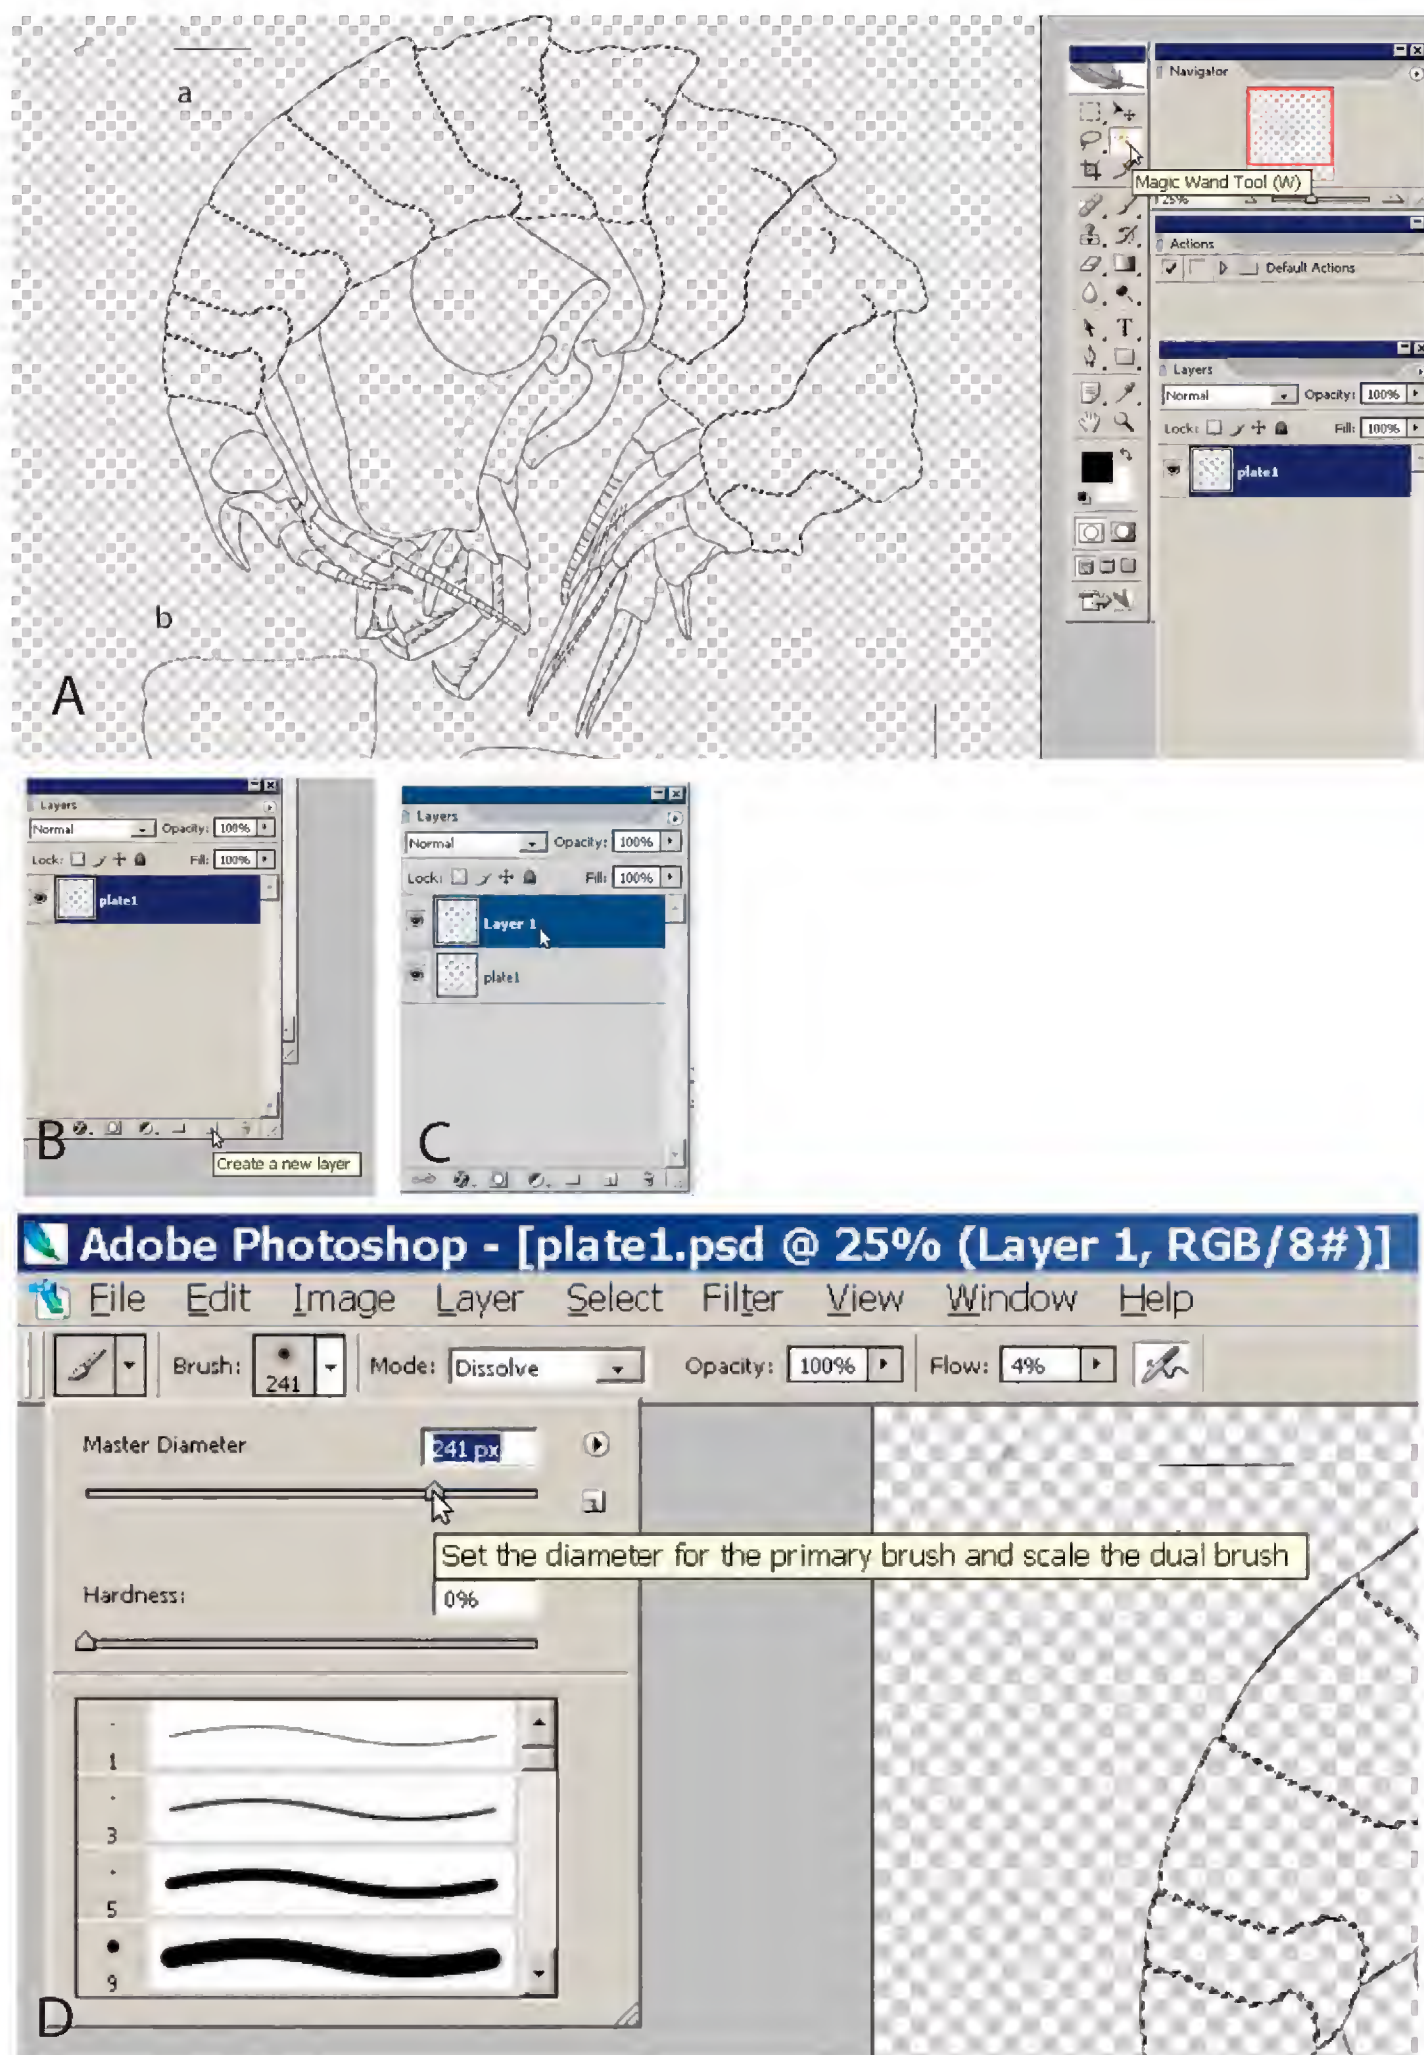 a
Navigator
Magic Wand Tool (W)
Actions
Default Actions
Layers
Normal
Opacity: 100%
Lock:
Fill: 100%
plate1
T
b
A
Layers
Normal
Opacity: 100%
Lock:
Fill: 100%
plate1
B
Create a new layer
Layers
Normal
Opacity: 100%
Lock:
Fill: 100%
Layer 1
plate1
C
Adobe Photoshop - [plate1.psd @ 25% (Layer 1, RGB/8#)]
File Edit Image Layer Select Filter View Window Help
Brush: 241 Mode: Dissolve Opacity: 100% Flow: 4%
Master Diameter 241 px
Set the diameter for the primary brush and scale the dual brush
Hardness: 0%
1
3
5
9
D